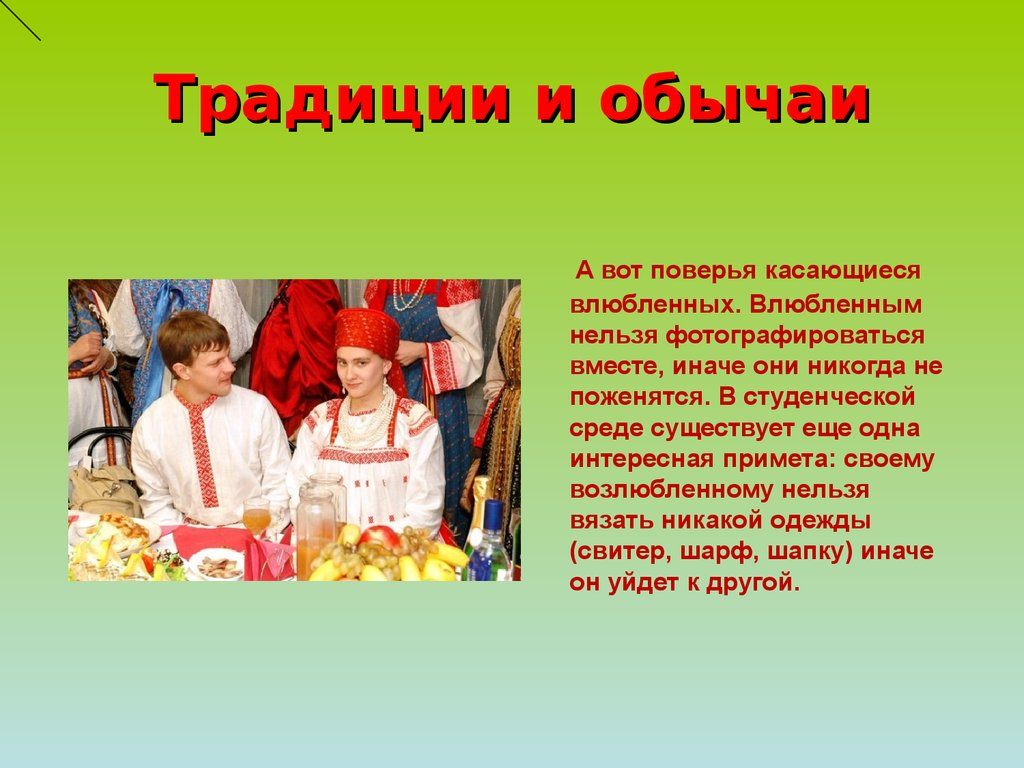 Традиции и обычаи
А вот поверья касающиеся
влюбленных. Влюбленным
нельзя фотографироваться
вместе, иначе они никогда не
поженятся. В студенческой
среде существует еще одна
интересная примета: своему
возлюбленному нельзя
вязать никакой одежды
(свитер, шарф, шапку) иначе
он уйдет к другой.